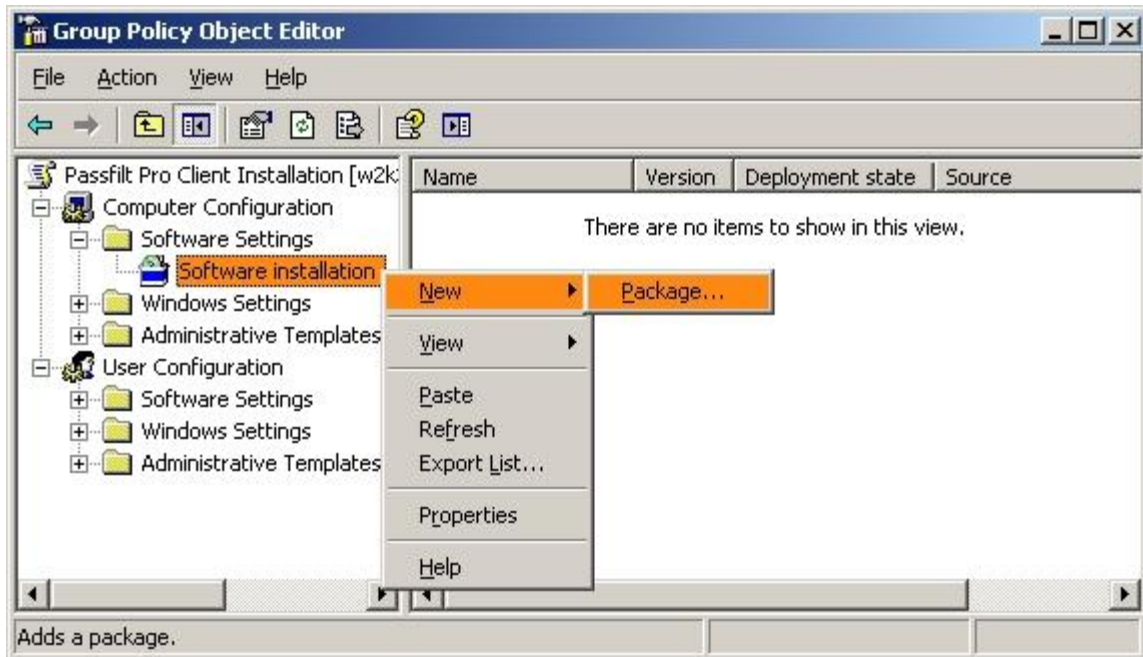 Group Policy Object Editor
File Action View Help
Passfilt Pro Client Installation [w2k
Computer Configuration
Software Settings
Software installation
Windows Settings
Administrative Templates
User Configuration
Software Settings
Windows Settings
Administrative Templates
Name Version Deployment state Source
There are no items to show in this view.
New
Package...
View
Paste
Refresh
Export List...
Properties
Help
Adds a package.